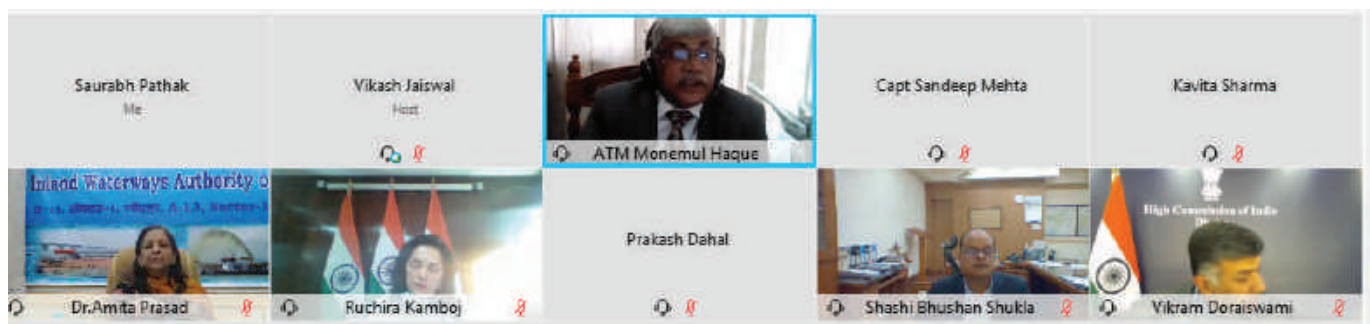 Saurabh Pathak
Me
Vikash Jaiswal
Host
ATM Monemul Haque
Capt Sandeep Mehta
Kavita Sharma
Inland Waterways Authority o
Dr.Amita Prasad
Ruchira Kamboj
Prakash Dahal
Shashi Bhushan Shukla
High Commission of India
Vikram Doraiswami